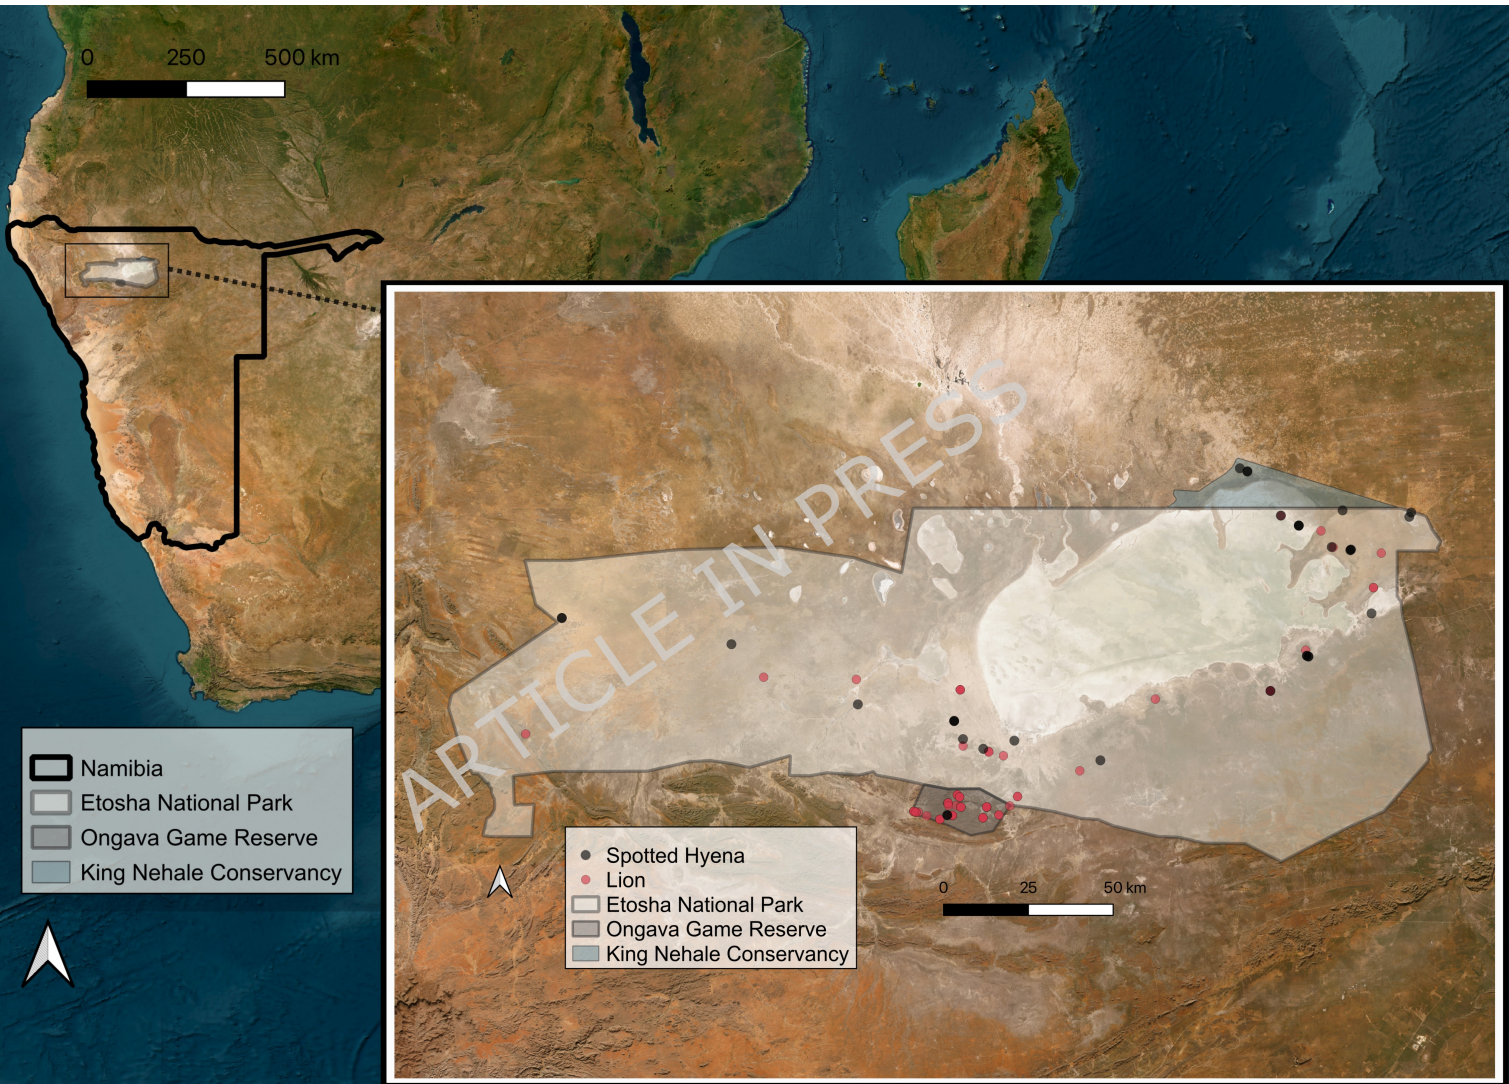 0 250 500 km
Namibia
Etosha National Park
Ongava Game Reserve
King Nehale Conservancy
ARTICLE IN PRESS
Spotted Hyena
Lion
Etosha National Park
Ongava Game Reserve
King Nehale Conservancy
0 25 50 km